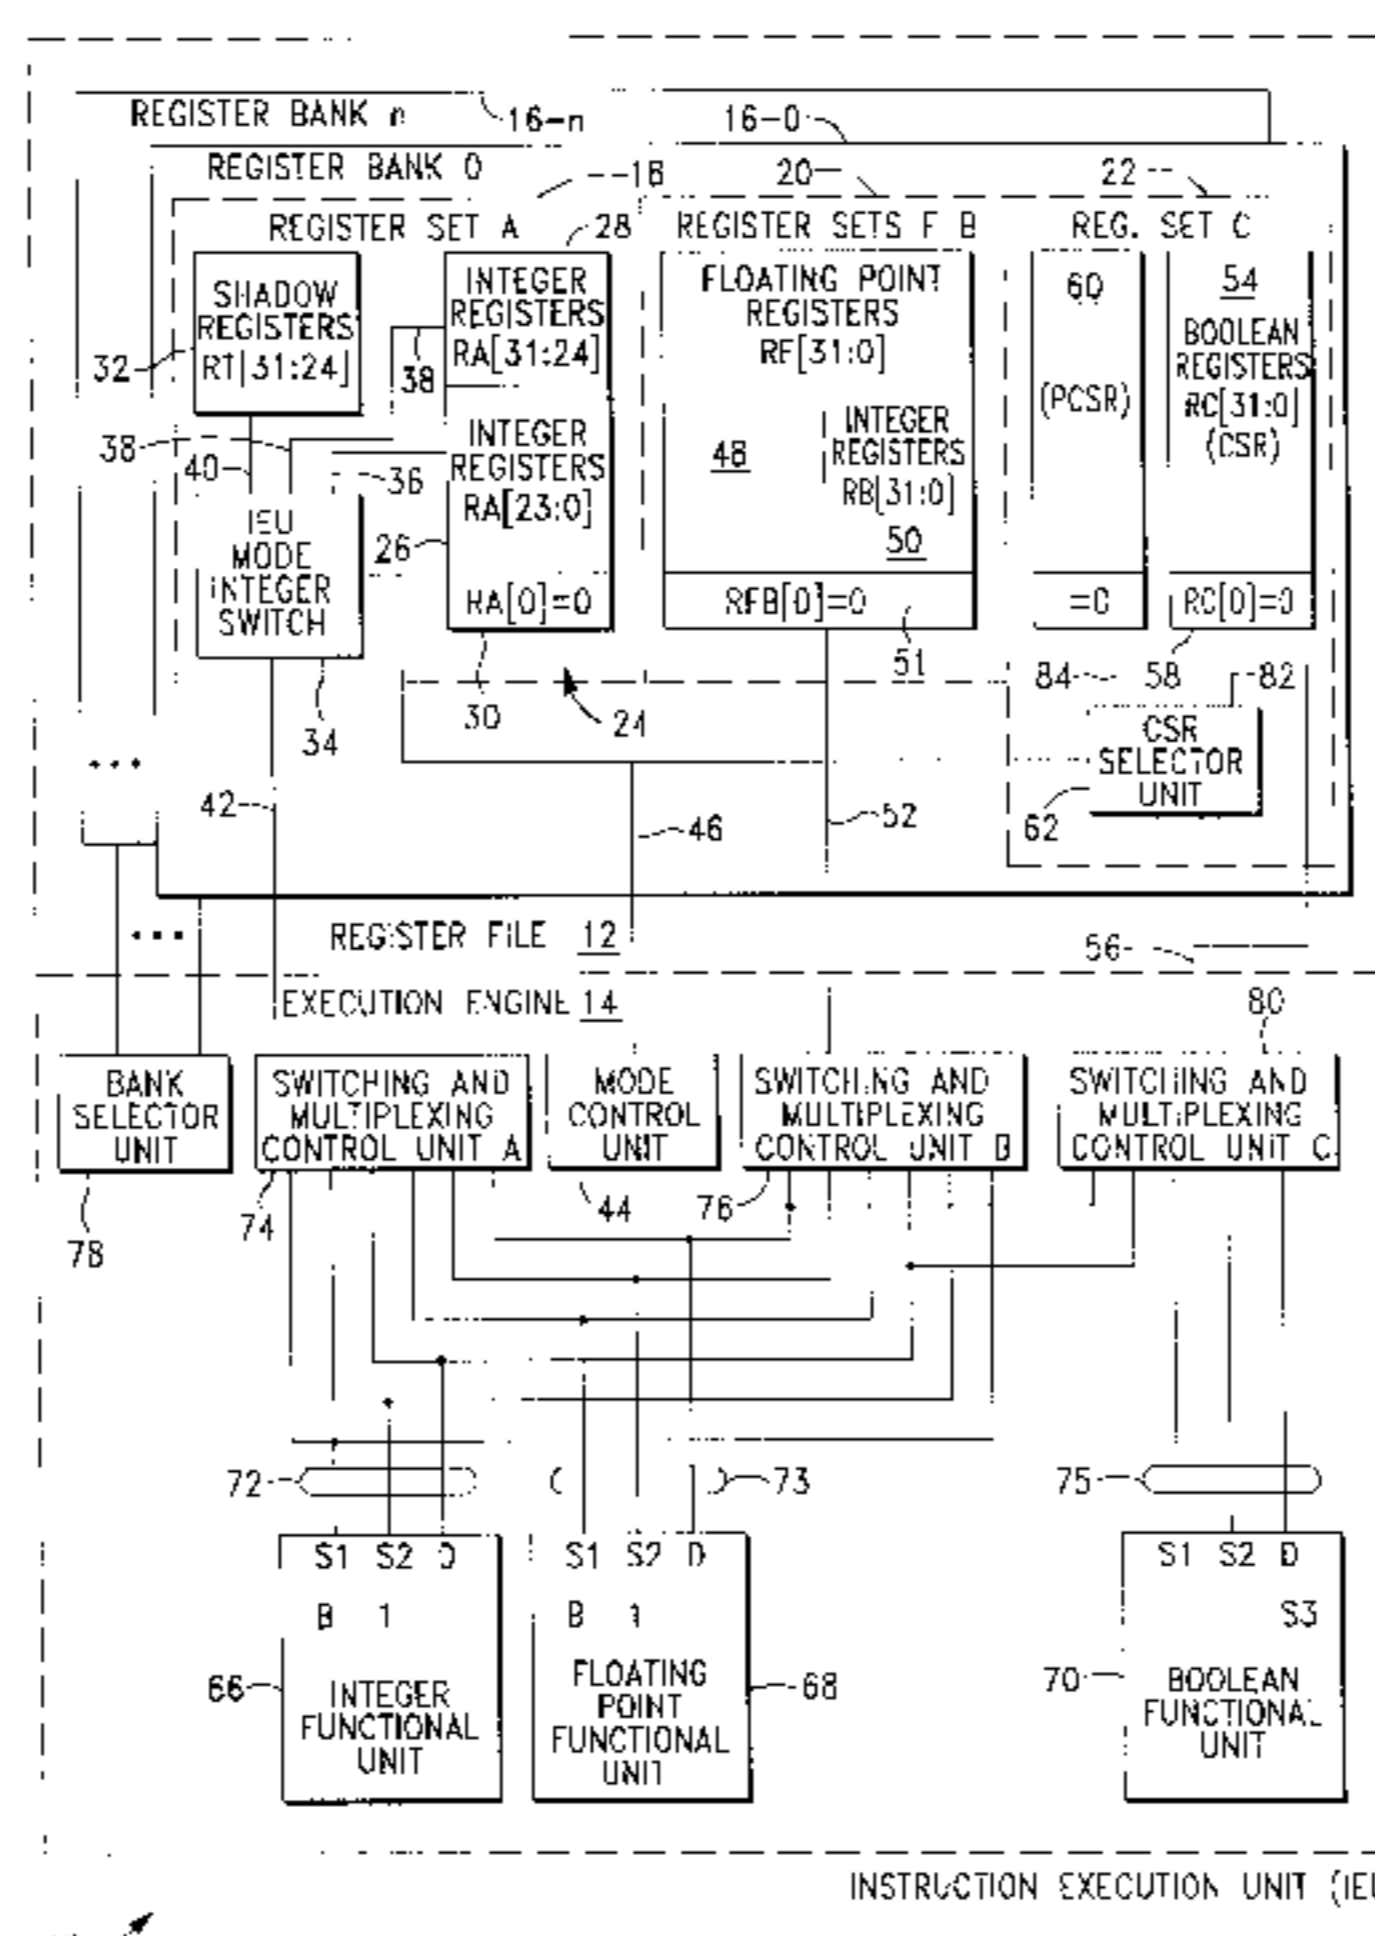 REGISTER BANK n
16-n
16-0
REGISTER BANK 0
18
20
22
REGISTER SET A
28
REGISTER SETS F B
REG. SET C
SHADOW
REGISTERS
RT[31:24]
32
INTEGER
REGISTERS
RA[31:24]
38
FLOATING POINT
REGISTERS
RF[31:0]
60
(PCSR)
54
BOOLEAN
REGISTERS
RC[31:0]
(CSR)
38
40
36
INTEGER
REGISTERS
RA[23:0]
26
RA[0]=0
48
INTEGER
REGISTERS
RB[31:0]
50
IEU
MODE
INTEGER
SWITCH
RFB[0]=0
=0
RC[0]=0
51
34
30
24
84
58
82
CSR
SELECTOR
UNIT
62
...
42
46
52
...
REGISTER FILE 12
56
EXECUTION ENGINE 14
80
BANK
SELECTOR
UNIT
SWITCHING AND
MULTIPLEXING
CONTROL UNIT A
MODE
CONTROL
UNIT
SWITCHING AND
MULTIPLEXING
CONTROL UNIT B
SWITCHING AND
MULTIPLEXING
CONTROL UNIT C
78
74
44
76
72
73
75
S1 S2 D
B 1
INTEGER
FUNCTIONAL
UNIT
66
S1 S2 D
B 1
FLOATING
POINT
FUNCTIONAL
UNIT
68
S1 S2 D
S3
BOOLEAN
FUNCTIONAL
UNIT
70
INSTRUCTION EXECUTION UNIT (IEU